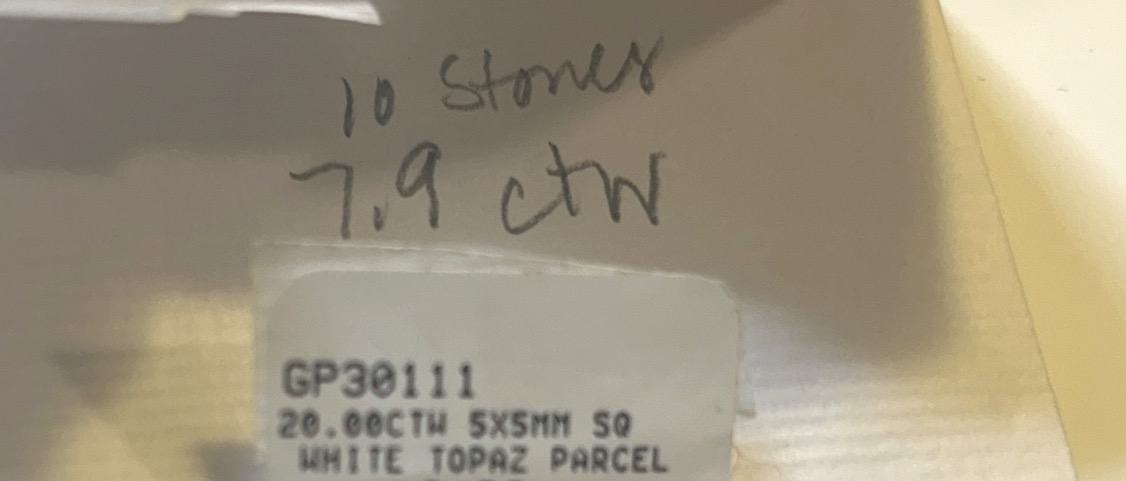 10 Stones
7.9 ctw
GP30111
20.00CTW 5X5MM SQ
WHITE TOPAZ PARCEL